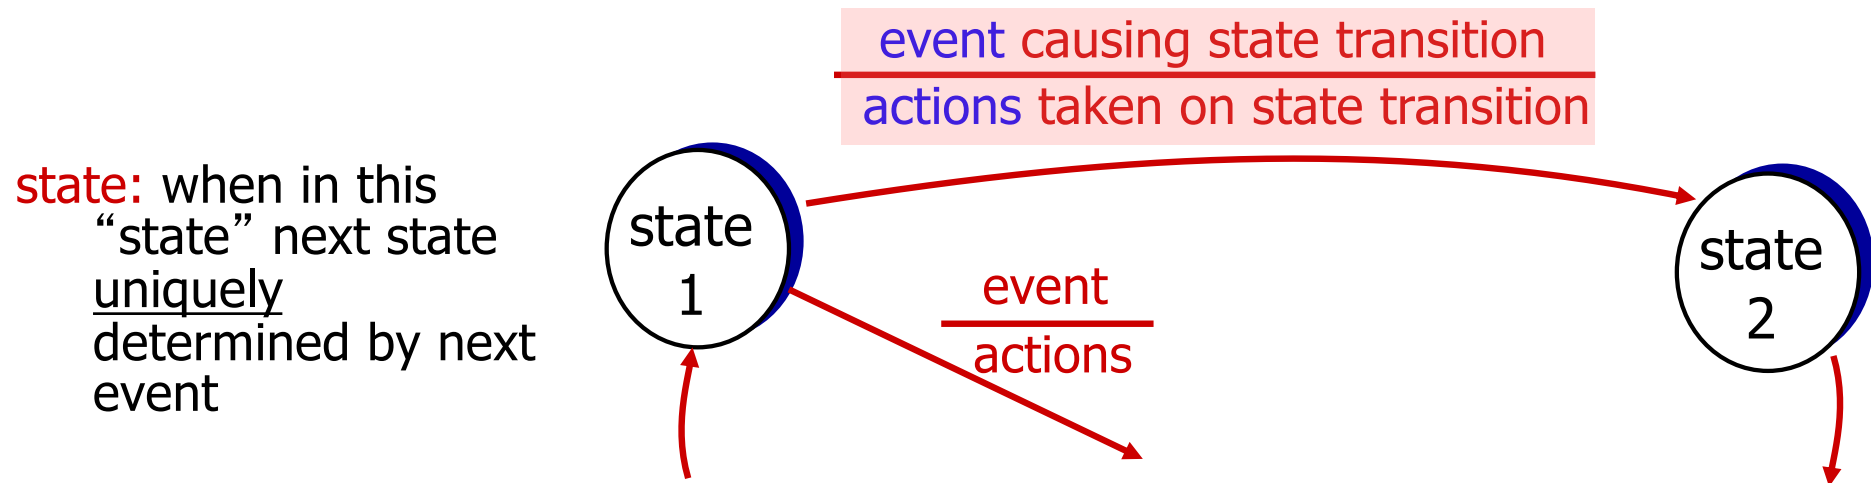 event causing state transition
actions taken on state transition
state: when in this
“state” next state
uniquely
determined by next
event
state
1
event
actions
state
2